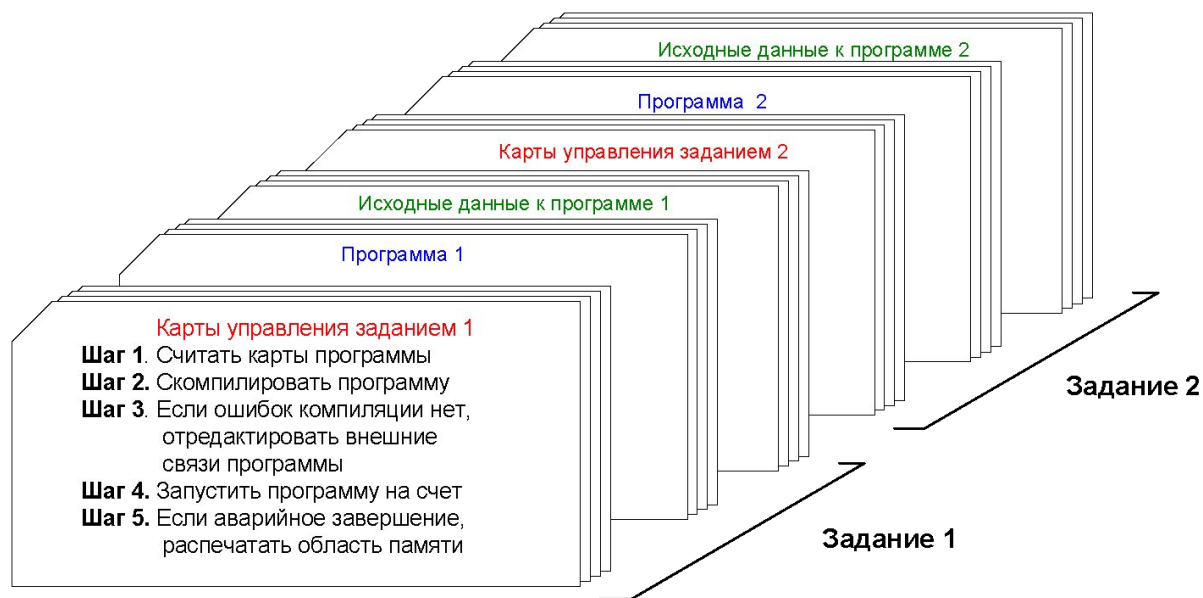 Исходные данные к программе 2
Программа 2
Карты управления заданием 2
Исходные данные к программе 1
Программа 1
Карты управления заданием 1
Шаг 1. Считать карты программы
Шаг 2. Скомпилировать программу
Шаг 3. Если ошибок компиляции нет,
отредактировать внешние
связи программы
Шаг 4. Запустить программу на счет
Шаг 5. Если аварийное завершение,
распечатать область памяти
Задание 2
Задание 1